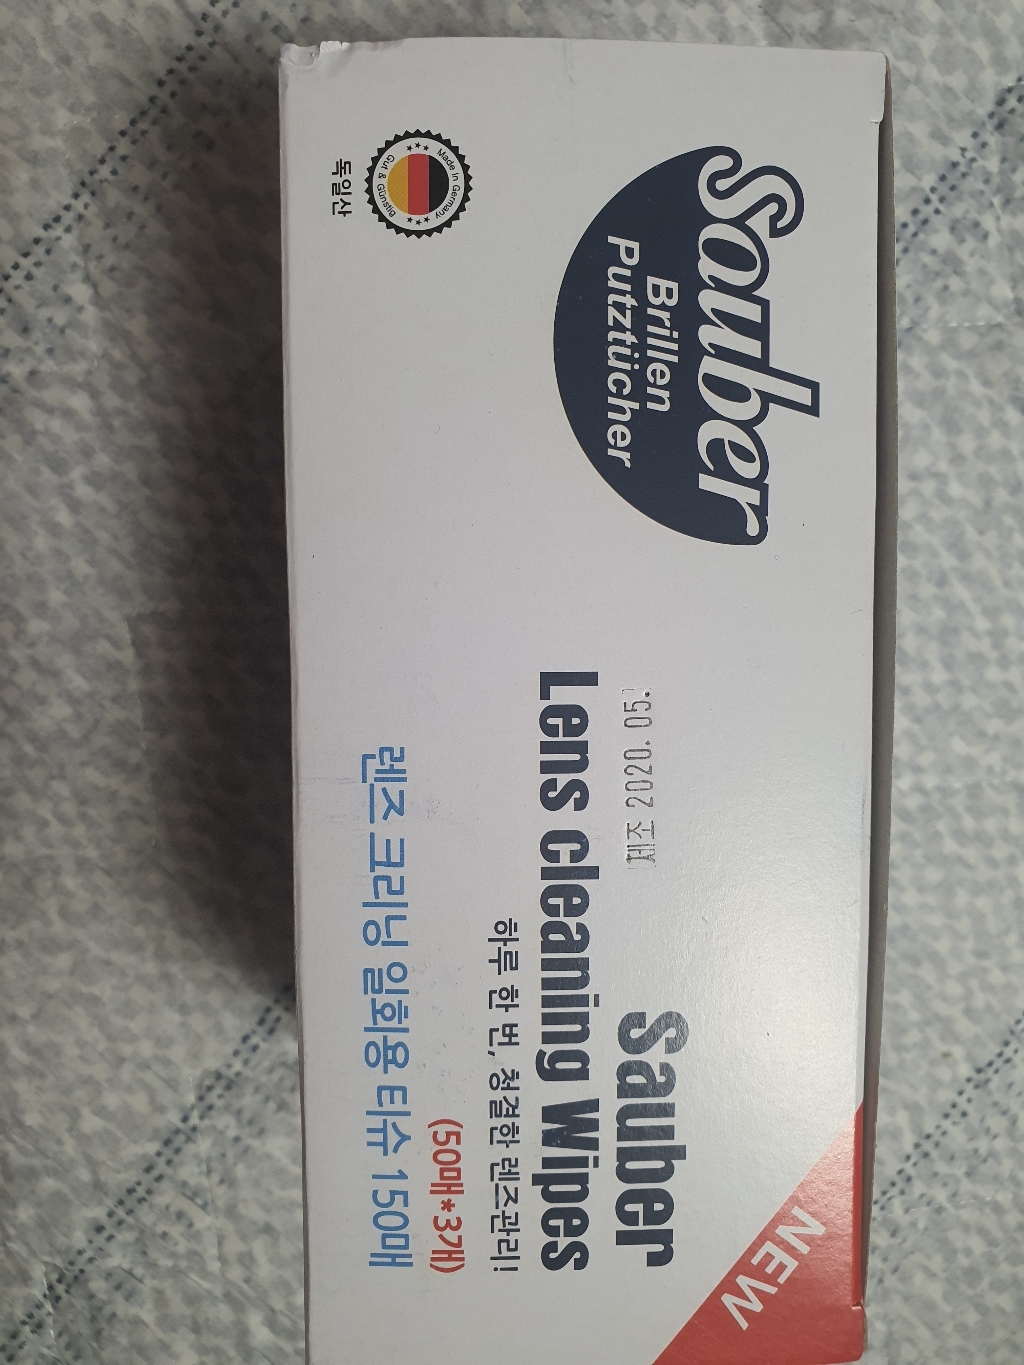 Sauber
Brillen
Putztücher
Made in Germany
Gut & Günstig
독일산
NEW
제조 2020. 05.
Sauber
Lens cleaning Wipes
하루 한 번, 청결한 렌즈관리!
(50매*3개)
렌즈 크리닝 일회용 티슈 150매